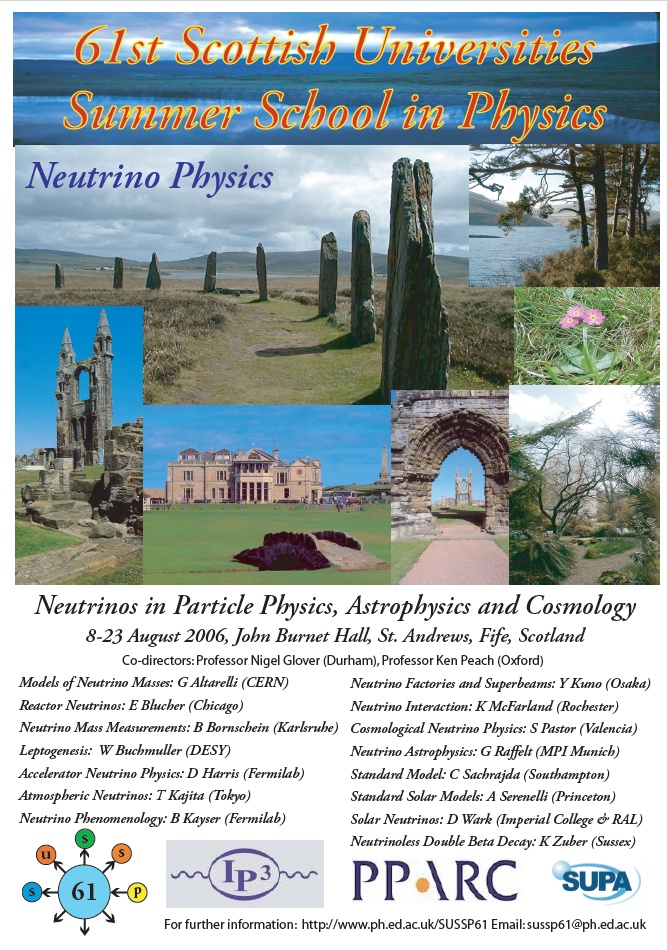 61st Scottish Universities
Summer School in Physics
Neutrino Physics
Neutrinos in Particle Physics, Astrophysics and Cosmology
8-23 August 2006, John Burnet Hall, St. Andrews, Fife, Scotland
Co-directors: Professor Nigel Glover (Durham), Professor Ken Peach (Oxford)
Models of Neutrino Masses: G Altarelli (CERN)
Reactor Neutrinos: E Blucher (Chicago)
Neutrino Mass Measurements: B Bornschein (Karlsruhe)
Leptogenesis: W Buchmuller (DESY)
Accelerator Neutrino Physics: D Harris (Fermilab)
Atmospheric Neutrinos: T Kajita (Tokyo)
Neutrino Phenomenology: B Kayser (Fermilab)
Neutrino Factories and Superbeams: Y Kuno (Osaka)
Neutrino Interaction: K McFarland (Rochester)
Cosmological Neutrino Physics: S Pastor (Valencia)
Neutrino Astrophysics: G Raffelt (MPI Munich)
Standard Model: C Sachrajda (Southampton)
Standard Solar Models: A Serenelli (Princeton)
Solar Neutrinos: D Wark (Imperial College & RAL)
Neutrinoless Double Beta Decay: K Zuber (Sussex)
s u s s p
61
IP3
PPARC
SUPA
For further information: http://www.ph.ed.ac.uk/SUSSP61 Email: sussp61@ph.ed.ac.uk